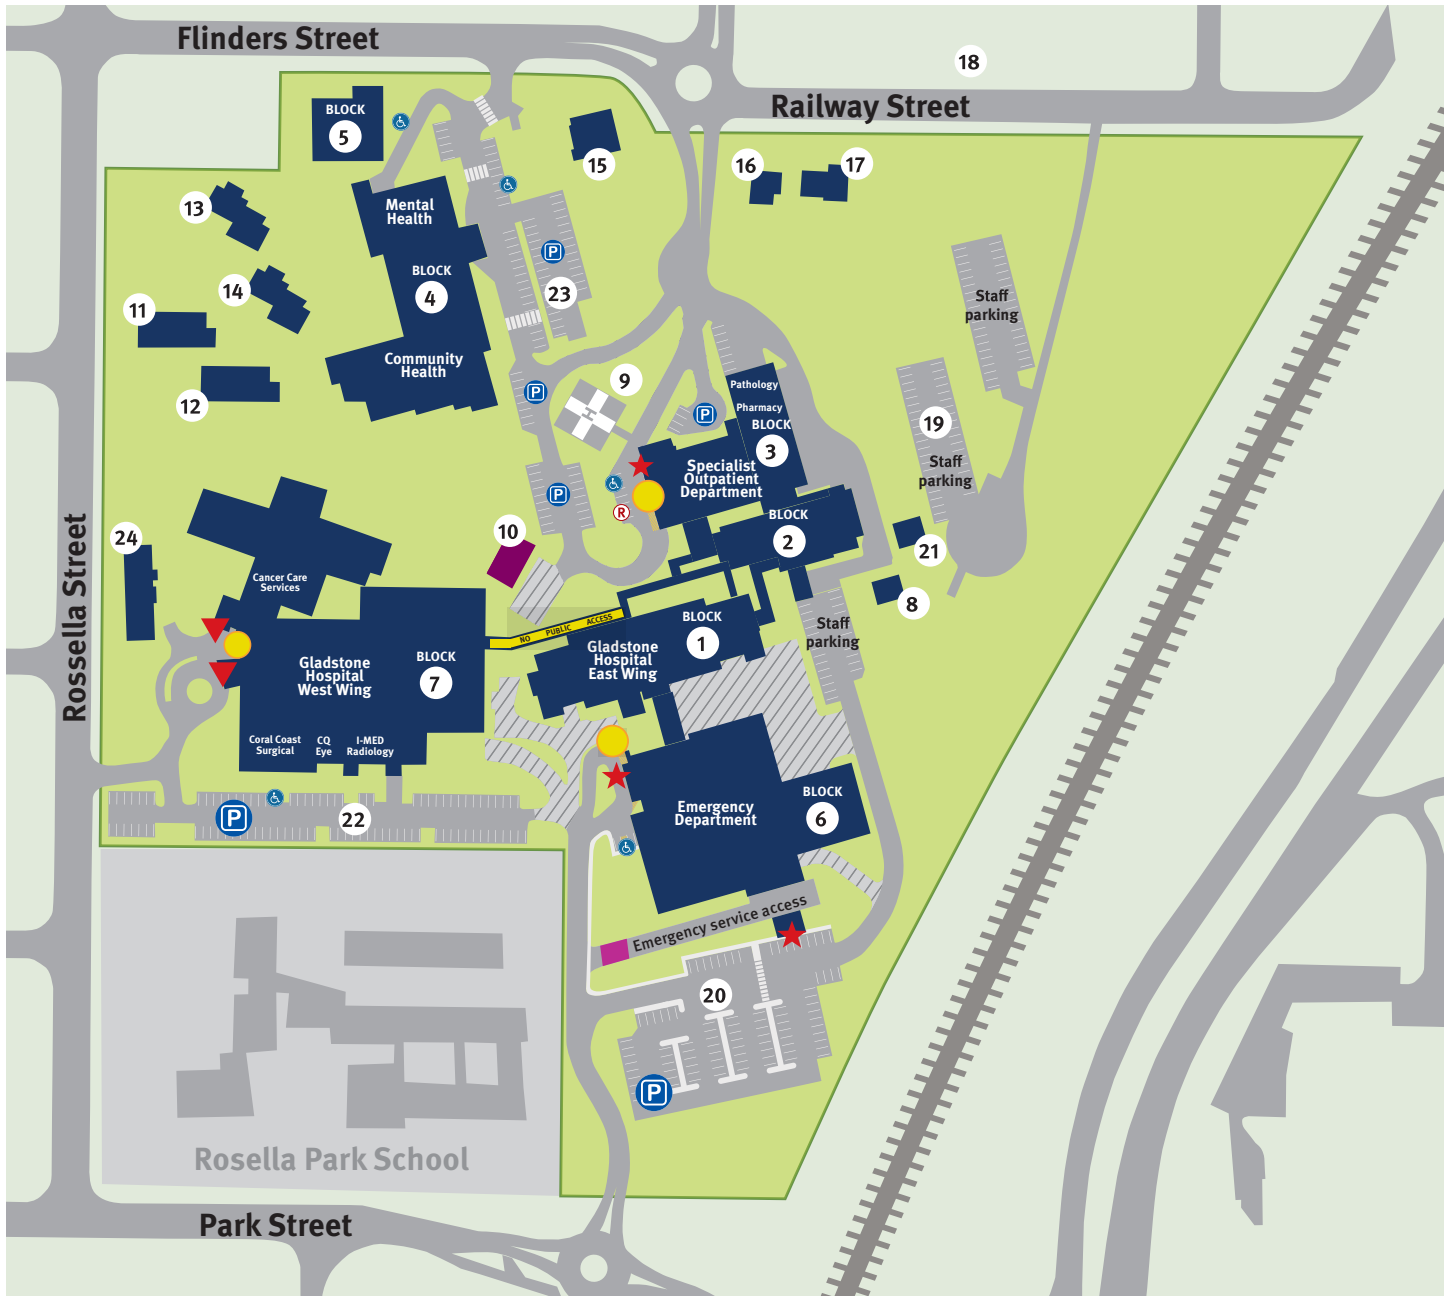 Flinders Street
18
Railway Street
BLOCK
5
15
16
17
13
Mental
Health
14
BLOCK
4
P
23
11
Staff
parking
Community
Health
12
9
P
P
Pathology
Pharmacy
BLOCK
3
19
Staff
parking
Specialist
Outpatient
Department
P
R
H
BLOCK
2
10
24
21
8
Cancer Care
Services
Rossella Street
NO PUBLIC ACCESS
BLOCK
1
Gladstone
Hospital
East Wing
Staff
parking
Gladstone
Hospital
West Wing
BLOCK
7
Coral Coast
Surgical
CQ
Eye
I-MED
Radiology
P
22
Emergency
Department
BLOCK
6
Emergency service access
20
P
Rosella Park School
Park Street